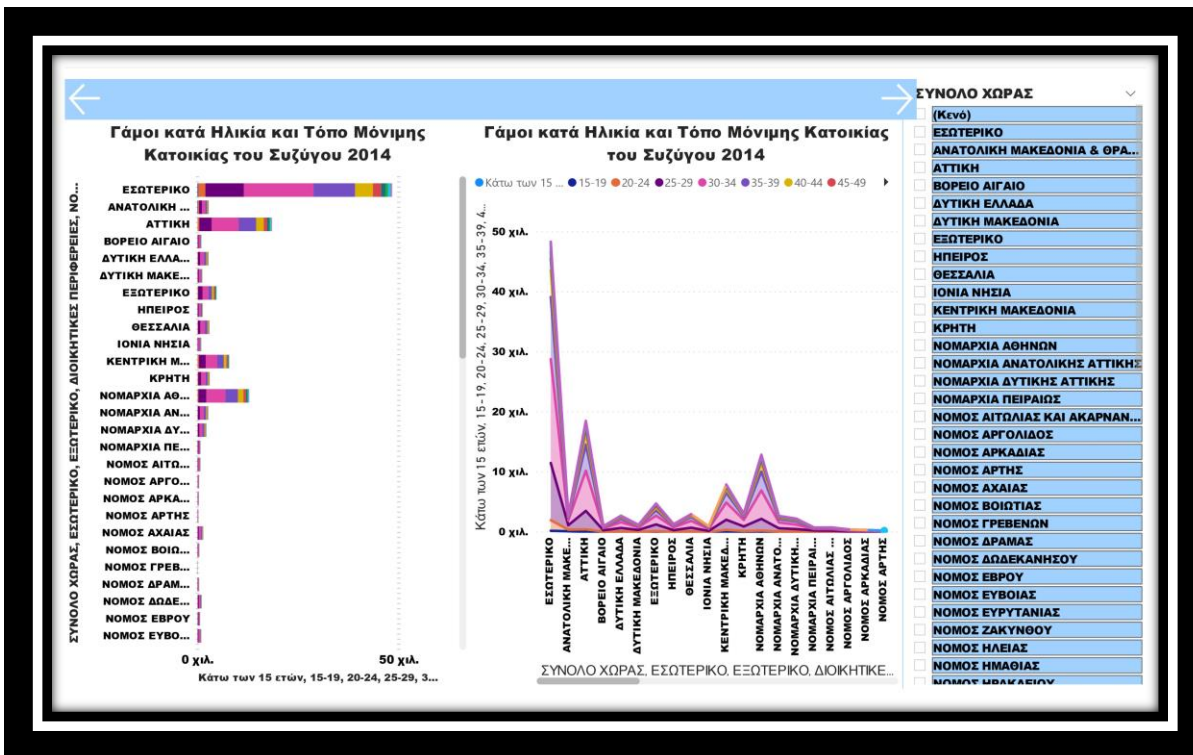 Γάμοι κατά Ηλικία και Τόπο Μόνιμης
Κατοικίας του Συζύγου 2014
ΣΥΝΟΛΟ ΧΩΡΑΣ, ΕΣΩΤΕΡΙΚΟ, ΕΞΩΤΕΡΙΚΟ, ΔΙΟΙΚΗΤΙΚΕΣ ΠΕΡΙΦΕΡΕΙΕΣ, ΝΟ...
ΕΣΩΤΕΡΙΚΟ
ΑΝΑΤΟΛΙΚΗ ...
ΑΤΤΙΚΗ
ΒΟΡΕΙΟ ΑΙΓΑΙΟ
ΔΥΤΙΚΗ ΕΛΛΑ...
ΔΥΤΙΚΗ ΜΑΚΕ...
ΕΞΩΤΕΡΙΚΟ
ΗΠΕΙΡΟΣ
ΘΕΣΣΑΛΙΑ
ΙΟΝΙΑ ΝΗΣΙΑ
ΚΕΝΤΡΙΚΗ Μ...
ΚΡΗΤΗ
ΝΟΜΑΡΧΙΑ ΑΘ...
ΝΟΜΑΡΧΙΑ ΑΝ...
ΝΟΜΑΡΧΙΑ ΔΥ...
ΝΟΜΑΡΧΙΑ ΠΕ...
ΝΟΜΟΣ ΑΙΤΩ...
ΝΟΜΟΣ ΑΡΓΟ...
ΝΟΜΟΣ ΑΡΚΑ...
ΝΟΜΟΣ ΑΡΤΗΣ
ΝΟΜΟΣ ΑΧΑΙΑΣ
ΝΟΜΟΣ ΒΟΙΩ...
ΝΟΜΟΣ ΓΡΕΒ...
ΝΟΜΟΣ ΔΡΑΜ...
ΝΟΜΟΣ ΔΩΔΕ...
ΝΟΜΟΣ ΕΒΡΟΥ
ΝΟΜΟΣ ΕΥΒΟ...
0 χιλ. 50 χιλ.
Κάτω των 15 ετών, 15-19, 20-24, 25-29, 3...
Γάμοι κατά Ηλικία και Τόπο Μόνιμης Κατοικίας
του Συζύγου 2014
Κάτω των 15 ... 15-19 20-24 25-29 30-34 35-39 40-44 45-49
Κάτω των 15 ετών, 15-19, 20-24, 25-29, 30-34, 35-39, 4...
50 χιλ.
40 χιλ.
30 χιλ.
20 χιλ.
10 χιλ.
0 χιλ.
ΕΣΩΤΕΡΙΚΟ
ΑΝΑΤΟΛΙΚΗ ΜΑΚΕ...
ΑΤΤΙΚΗ
ΒΟΡΕΙΟ ΑΙΓΑΙΟ
ΔΥΤΙΚΗ ΕΛΛΑΔΑ
ΔΥΤΙΚΗ ΜΑΚΕΔΟΝΙΑ
ΕΞΩΤΕΡΙΚΟ
ΗΠΕΙΡΟΣ
ΘΕΣΣΑΛΙΑ
ΙΟΝΙΑ ΝΗΣΙΑ
ΚΕΝΤΡΙΚΗ ΜΑΚΕΔ...
ΚΡΗΤΗ
ΝΟΜΑΡΧΙΑ ΑΘΗΝΩΝ
ΝΟΜΑΡΧΙΑ ΑΝΑΤΟ...
ΝΟΜΑΡΧΙΑ ΔΥΤΙΚΗ...
ΝΟΜΑΡΧΙΑ ΠΕΙΡΑΙ...
ΝΟΜΟΣ ΑΙΤΩΛΙΑΣ ...
ΝΟΜΟΣ ΑΡΓΟΛΙΔΟΣ
ΝΟΜΟΣ ΑΡΚΑΔΙΑΣ
ΝΟΜΟΣ ΑΡΤΗΣ
ΣΥΝΟΛΟ ΧΩΡΑΣ, ΕΣΩΤΕΡΙΚΟ, ΕΞΩΤΕΡΙΚΟ, ΔΙΟΙΚΗΤΙΚΕ...
ΣΥΝΟΛΟ ΧΩΡΑΣ
(Κενό)
ΕΣΩΤΕΡΙΚΟ
ΑΝΑΤΟΛΙΚΗ ΜΑΚΕΔΟΝΙΑ & ΘΡΑ...
ΑΤΤΙΚΗ
ΒΟΡΕΙΟ ΑΙΓΑΙΟ
ΔΥΤΙΚΗ ΕΛΛΑΔΑ
ΔΥΤΙΚΗ ΜΑΚΕΔΟΝΙΑ
ΕΞΩΤΕΡΙΚΟ
ΗΠΕΙΡΟΣ
ΘΕΣΣΑΛΙΑ
ΙΟΝΙΑ ΝΗΣΙΑ
ΚΕΝΤΡΙΚΗ ΜΑΚΕΔΟΝΙΑ
ΚΡΗΤΗ
ΝΟΜΑΡΧΙΑ ΑΘΗΝΩΝ
ΝΟΜΑΡΧΙΑ ΑΝΑΤΟΛΙΚΗΣ ΑΤΤΙΚΗΣ
ΝΟΜΑΡΧΙΑ ΔΥΤΙΚΗΣ ΑΤΤΙΚΗΣ
ΝΟΜΑΡΧΙΑ ΠΕΙΡΑΙΩΣ
ΝΟΜΟΣ ΑΙΤΩΛΙΑΣ ΚΑΙ ΑΚΑΡΝΑΝ...
ΝΟΜΟΣ ΑΡΓΟΛΙΔΟΣ
ΝΟΜΟΣ ΑΡΚΑΔΙΑΣ
ΝΟΜΟΣ ΑΡΤΗΣ
ΝΟΜΟΣ ΑΧΑΙΑΣ
ΝΟΜΟΣ ΒΟΙΩΤΙΑΣ
ΝΟΜΟΣ ΓΡΕΒΕΝΩΝ
ΝΟΜΟΣ ΔΡΑΜΑΣ
ΝΟΜΟΣ ΔΩΔΕΚΑΝΗΣΟΥ
ΝΟΜΟΣ ΕΒΡΟΥ
ΝΟΜΟΣ ΕΥΒΟΙΑΣ
ΝΟΜΟΣ ΕΥΡΥΤΑΝΙΑΣ
ΝΟΜΟΣ ΖΑΚΥΝΘΟΥ
ΝΟΜΟΣ ΗΛΕΙΑΣ
ΝΟΜΟΣ ΗΜΑΘΙΑΣ
ΝΟΜΟΣ ΗΡΑΚΛΕΙΟΥ